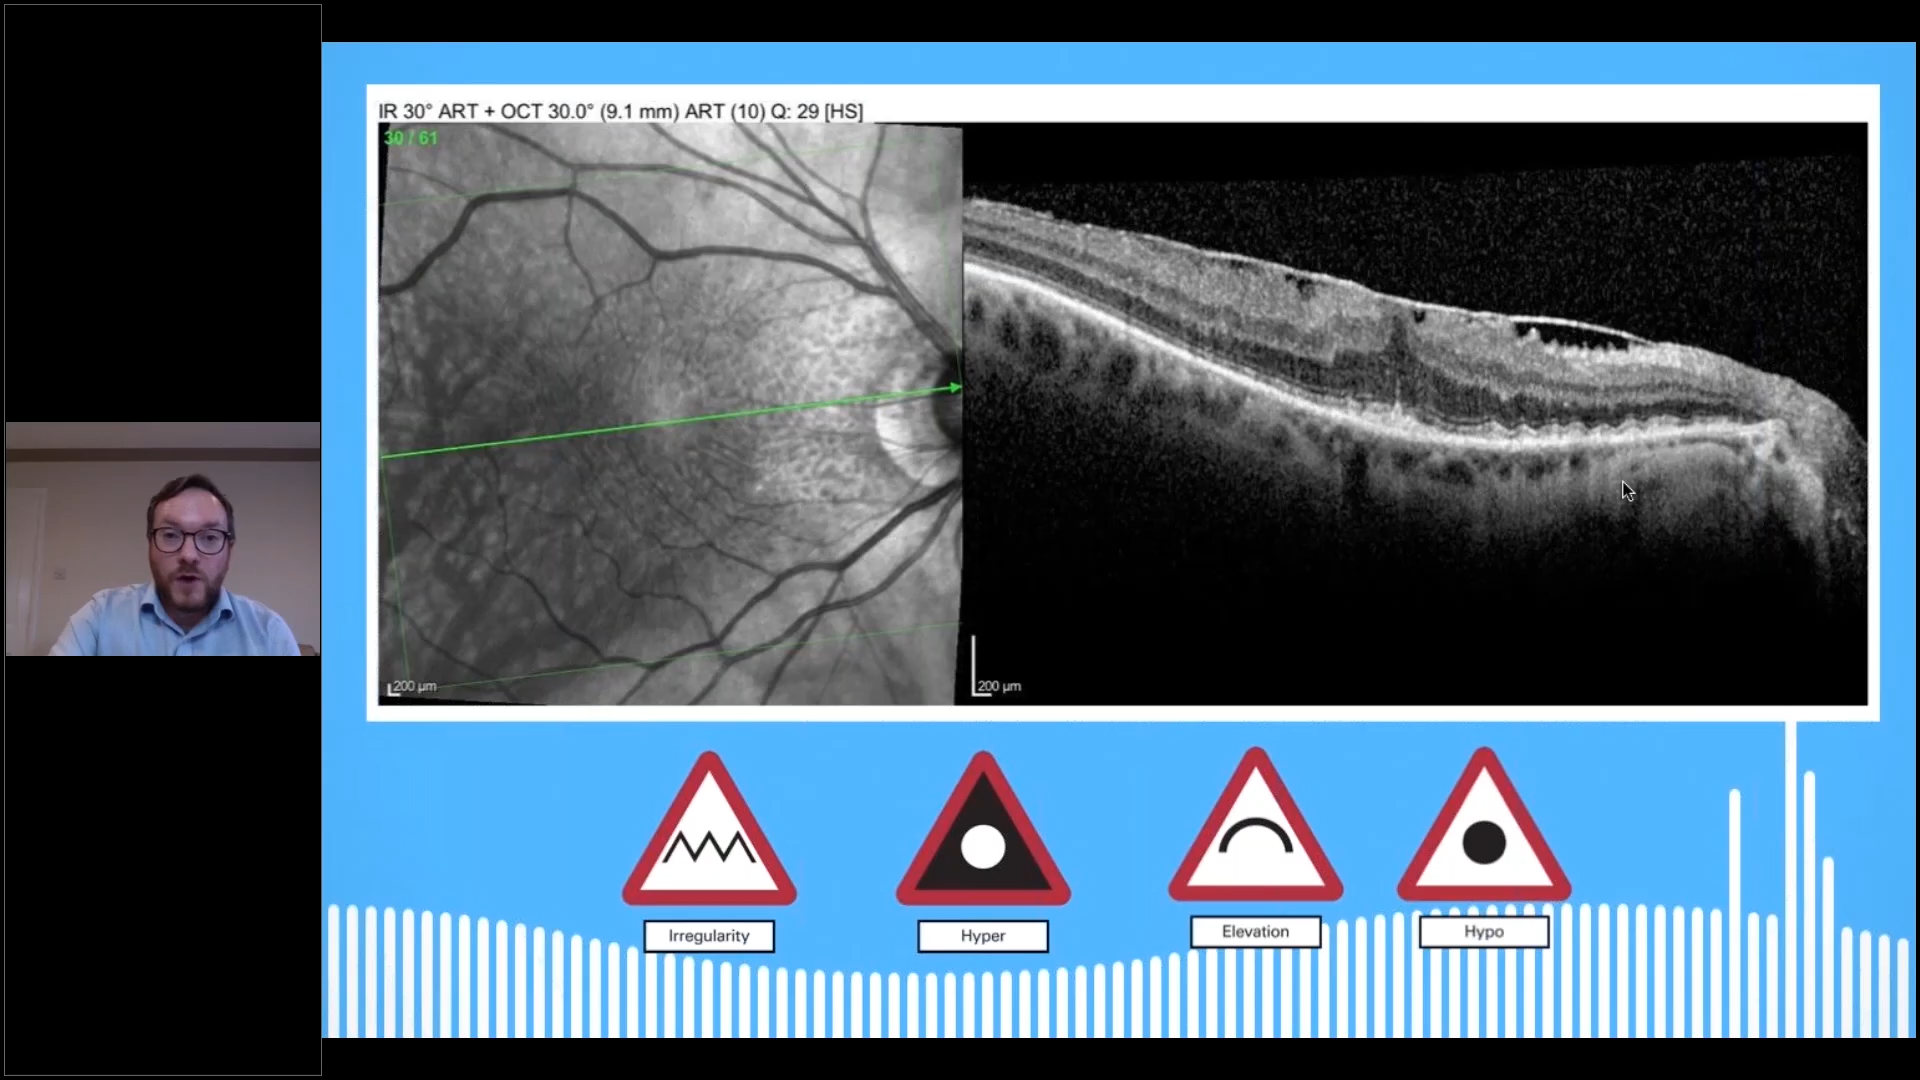 IR 30° ART + OCT 30.0° (9.1 mm) ART (10) Q: 29 [HS]
30 / 61
200 µm
200 µm
Irregularity
Hyper
Elevation
Hypo